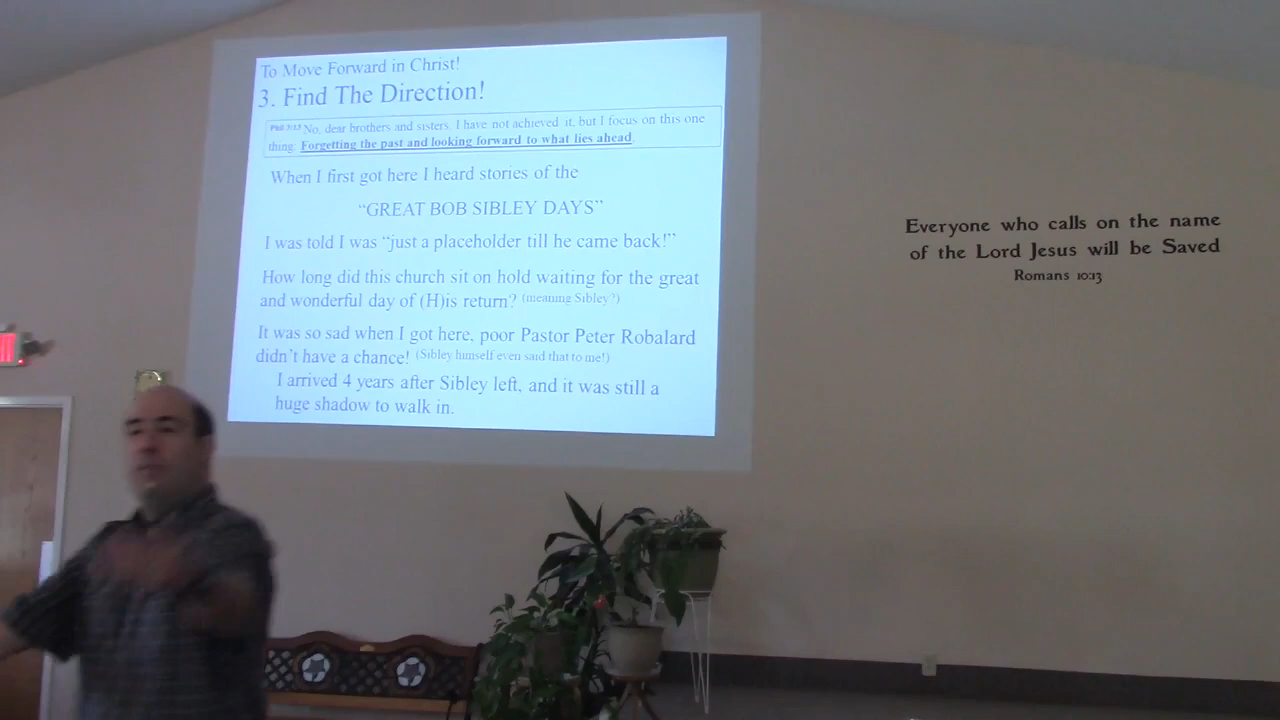 To Move Forward in Christ!
3. Find The Direction!
Phil 3:13 No, dear brothers and sisters, I have not achieved it, but I focus on this one
thing: Forgetting the past and looking forward to what lies ahead.
When I first got here I heard stories of the
“GREAT BOB SIBLEY DAYS”
I was told I was “just a placeholder till he came back!”
How long did this church sit on hold waiting for the great
and wonderful day of (H)is return? (meaning Sibley?)
It was so sad when I got here, poor Pastor Peter Robalard
didn’t have a chance! (Sibley himself even said that to me!)
I arrived 4 years after Sibley left, and it was still a
huge shadow to walk in.
Everyone who calls on the name
of the Lord Jesus will be Saved
Romans 10:13